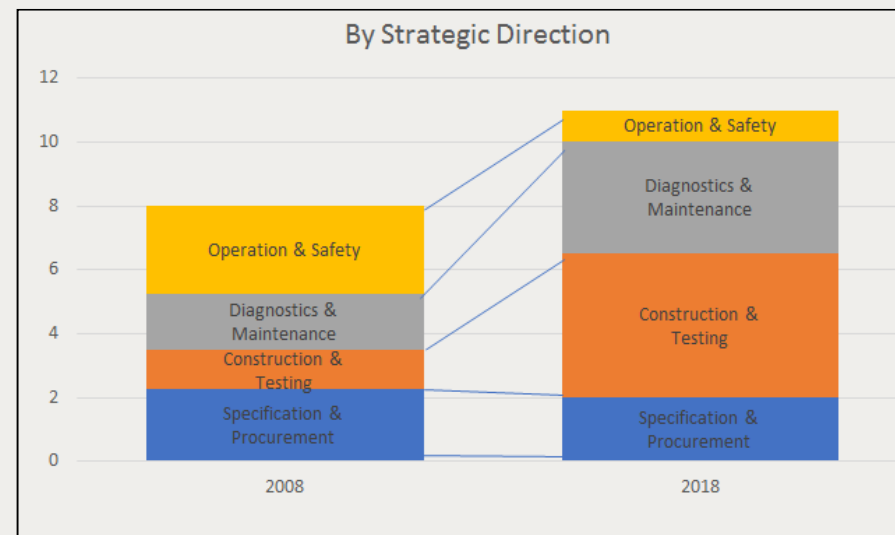 By Strategic Direction
12
10
8
6
4
2
0
Operation & Safety
Diagnostics &
Maintenance
Construction &
Testing
Specification &
Procurement
Operation & Safety
Diagnostics &
Maintenance
Construction &
Testing
Specification &
Procurement
2008
2018